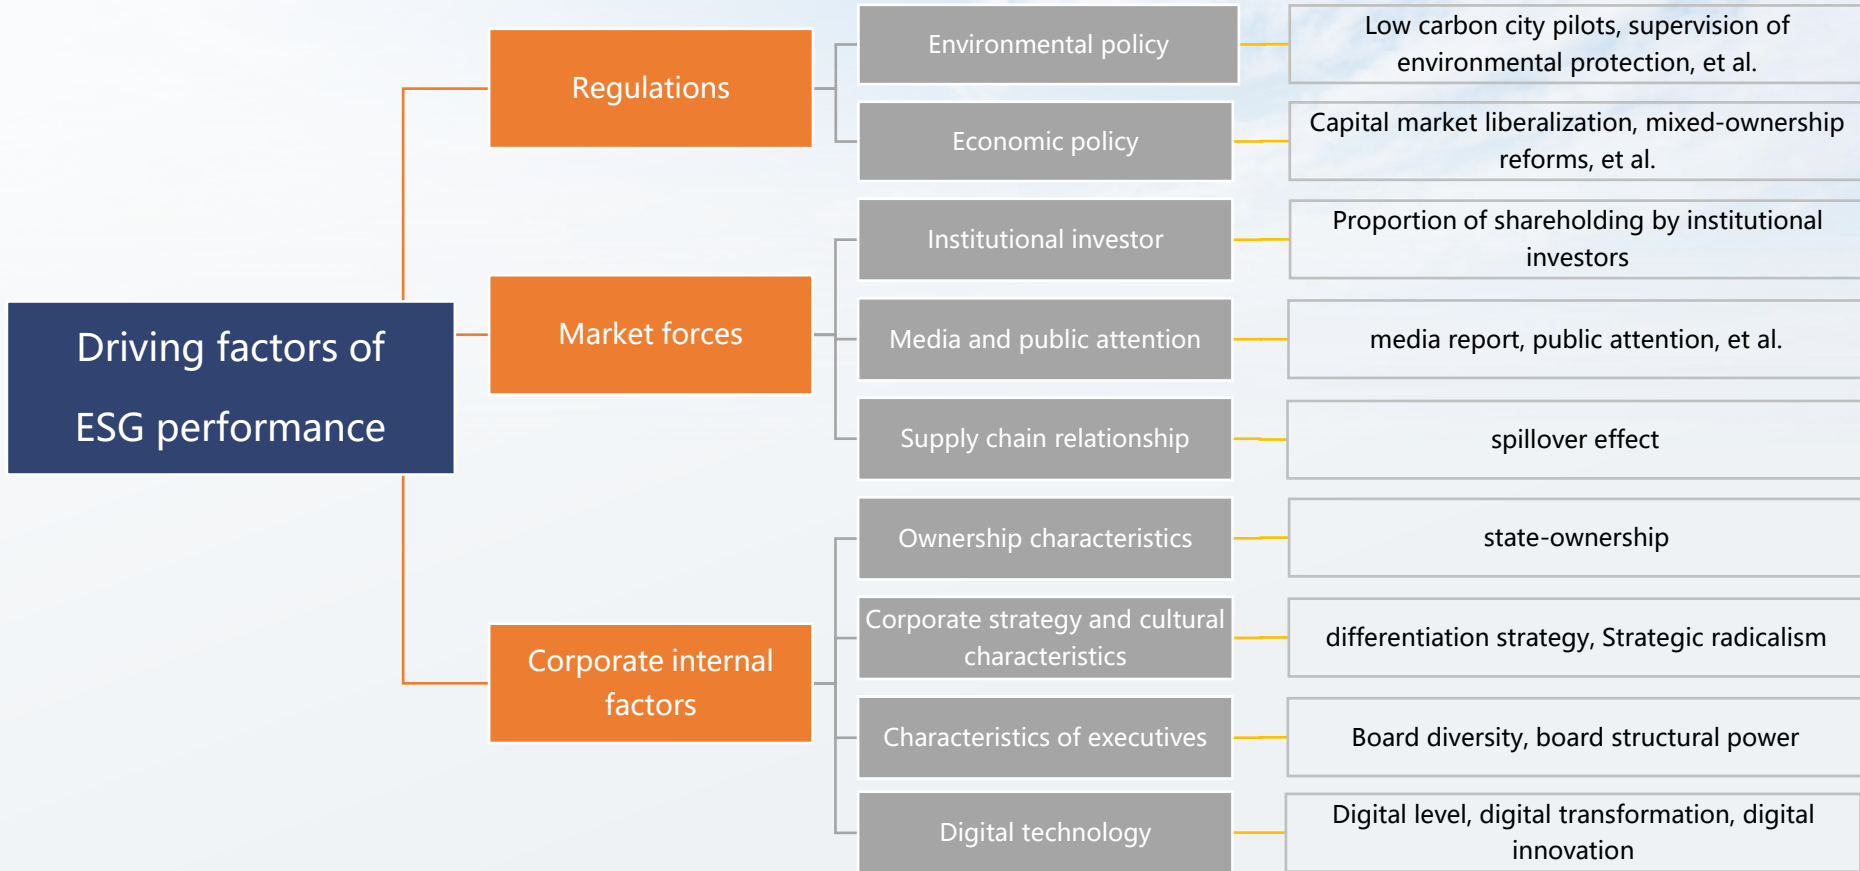 Driving factors of
ESG performance
Regulations
Environmental policy
Low carbon city pilots, supervision of
environmental protection, et al.
Economic policy
Capital market liberalization, mixed-ownership
reforms, et al.
Market forces
Institutional investor
Proportion of shareholding by institutional
investors
Media and public attention
media report, public attention, et al.
Supply chain relationship
spillover effect
Corporate internal
factors
Ownership characteristics
state-ownership
Corporate strategy and cultural
characteristics
differentiation strategy, Strategic radicalism
Characteristics of executives
Board diversity, board structural power
Digital technology
Digital level, digital transformation, digital
innovation